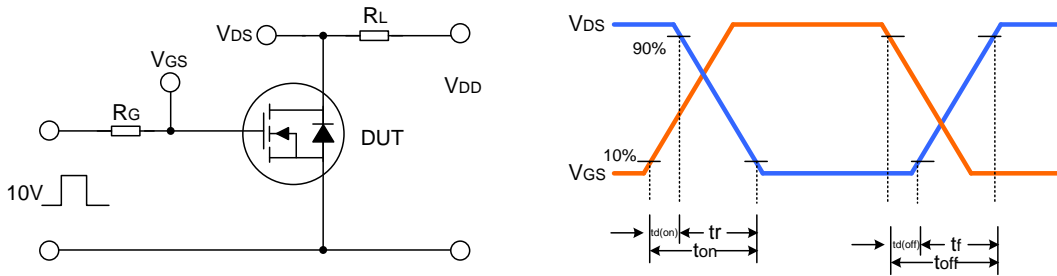 RL
VDS
VGS
VDD
RG
DUT
10V
VDS
90%
10%
VGS
td(on) tr
ton
td(off) tf
toff